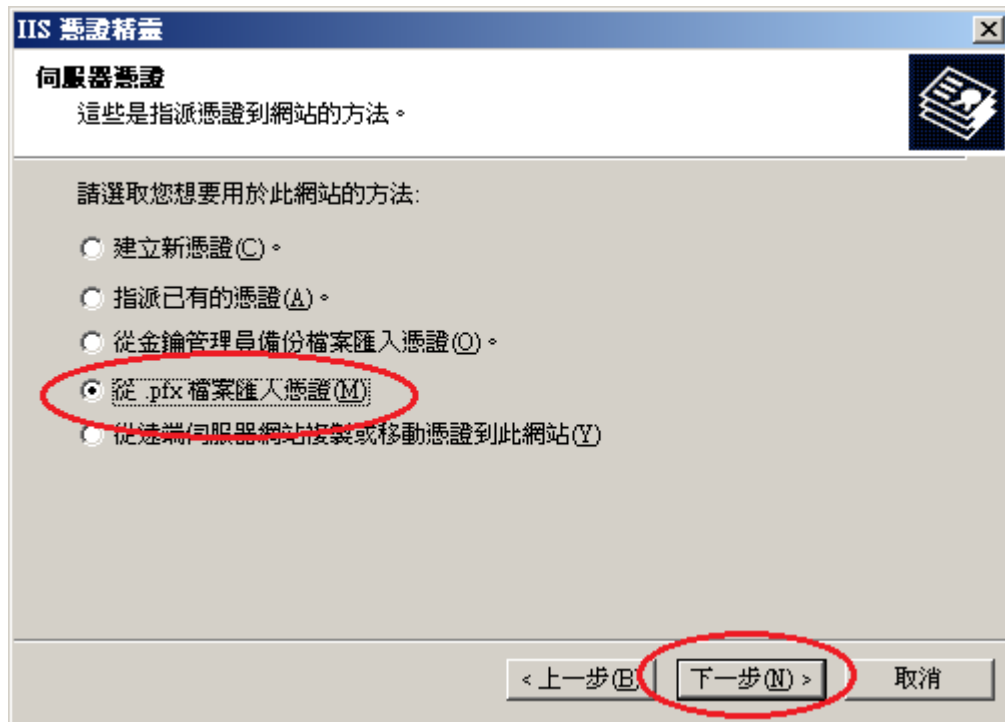 IIS 憑證精靈
伺服器憑證
這些是指派憑證到網站的方法。
請選取您想要用於此網站的方法:
建立新憑證(C)。
指派已有的憑證(A)。
從金鑰管理員備份檔案匯入憑證(O)。
從 .pfx 檔案匯入憑證(M)
從遠端伺服器網站複製或移動憑證到此網站(Y)
< 上一步(B)
下一步(N) >
取消